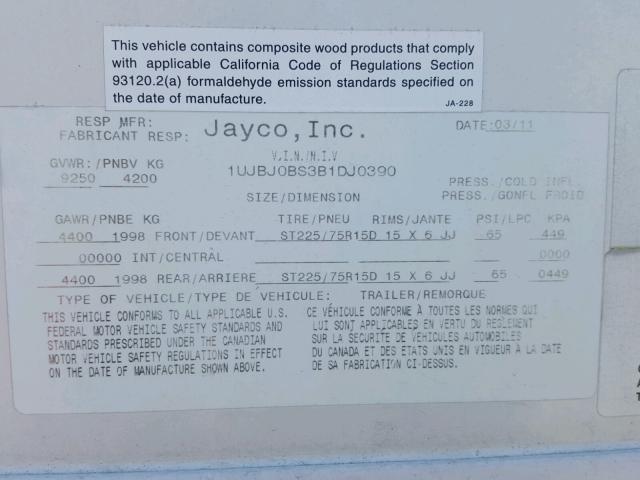 This vehicle contains composite wood products that comply
with applicable California Code of Regulations Section
93120.2(a) formaldehyde emission standards specified on
the date of manufacture.
JA-228
RESP MFR:
FABRICANT RESP: Jayco, Inc. DATE:03/11
V.I.N./N.I.V
GVWR:/PNBV KG 1UJBJ0BS3B1DJ0390
9250 4200 PRESS./COLD INFL.
SIZE/DIMENSION PRESS./GONFL FROID
GAWR/PNBE KG TIRE/PNEU RIMS/JANTE PSI/LPC KPA
4400 1998 FRONT/DEVANT ST225/75R15D 15 X 6 JJ 65 449
00000 INT/CENTRAL 0000
4400 1998 REAR/ARRIERE ST225/75R15D 15 X 6 JJ 65 0449
TYPE OF VEHICLE/TYPE DE VEHICULE: TRAILER/REMORQUE
THIS VEHICLE CONFORMS TO ALL APPLICABLE U.S.
FEDERAL MOTOR VEHICLE SAFETY STANDARDS AND
STANDARDS PRESCRIBED UNDER THE CANADIAN
MOTOR VEHICLE SAFETY REGULATIONS IN EFFECT
ON THE DATE OF MANUFACTURE SHOWN ABOVE.
CE VÉHICULE CONFORME À TOUTES LES NORMES QUI
LUI SONT APPLICABLES EN VERTU DU REGLEMENT
SUR LA SECURITE DE VEHICULES AUTOMOBILES
DU CANADA ET DES ETATS UNIS EN VIGUEUR À LA DATE
DE SA FABRICATION CI-DESSUS.